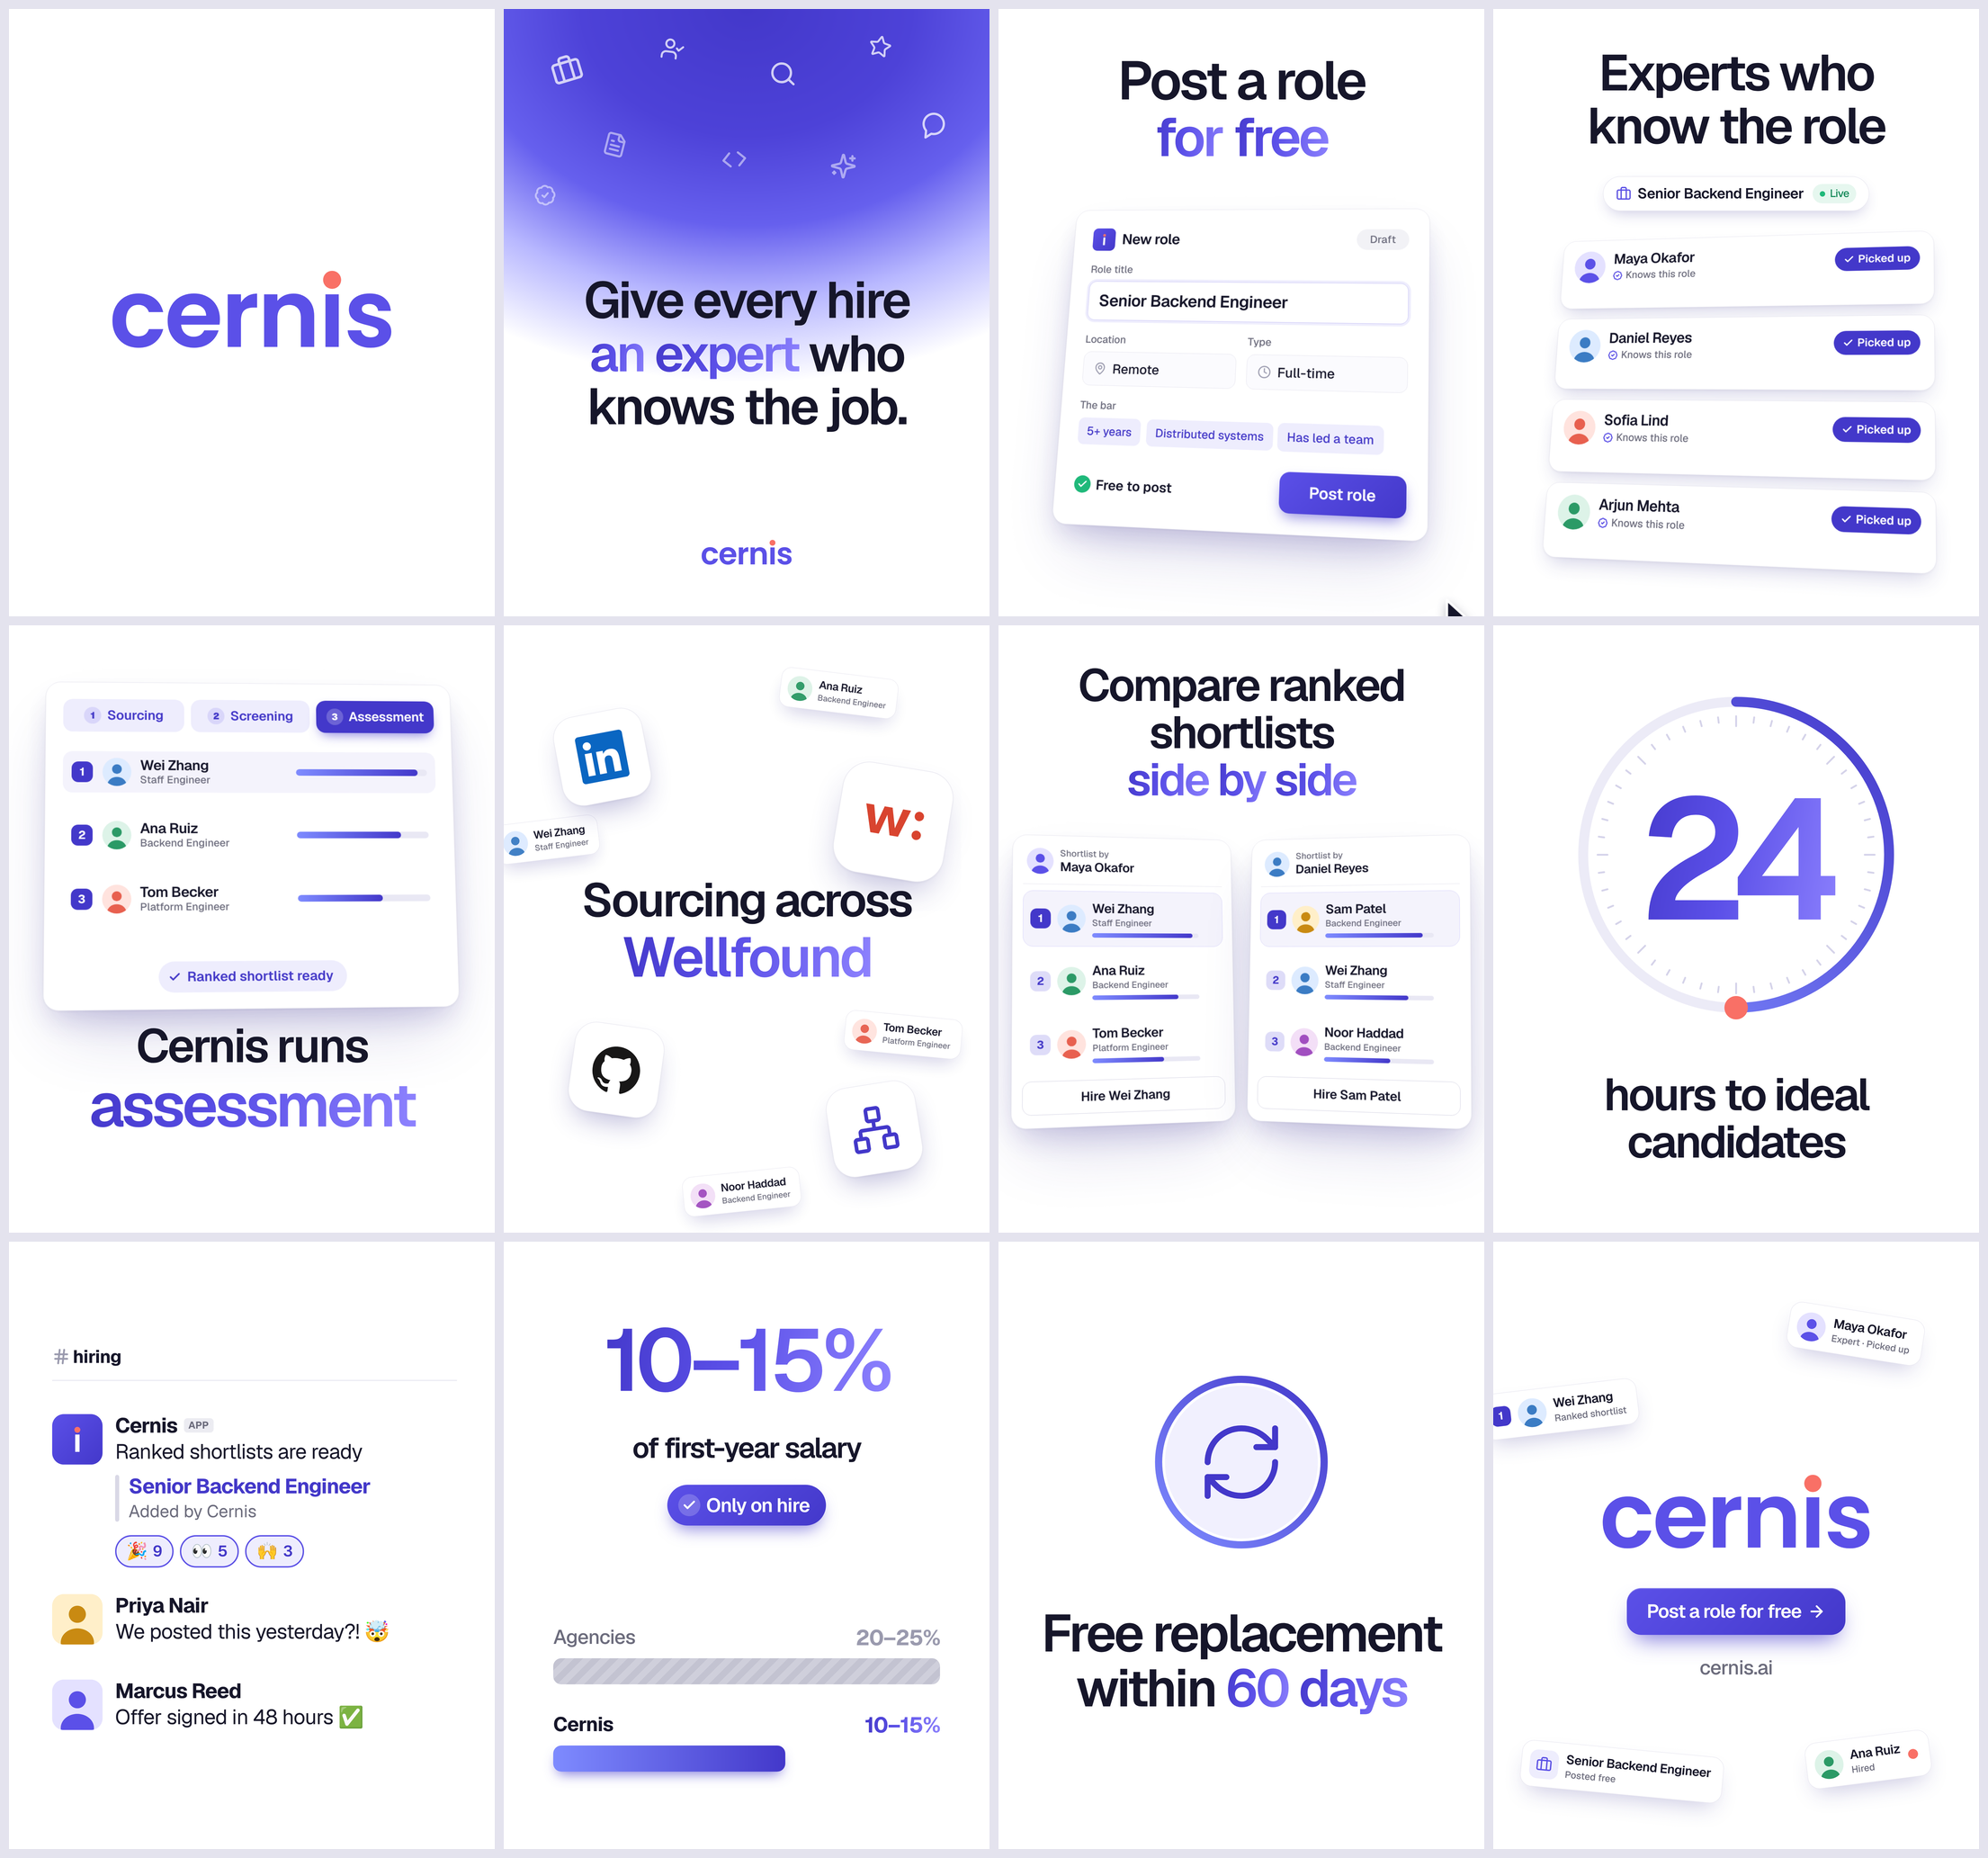 cernis
Give every hire
an expert who
knows the job.
cernis
Post a role
for free
i New role
Draft
Role title
Senior Backend Engineer
Location
Type
Remote
Full-time
The bar
5+ years
Distributed systems
Has led a team
Free to post
Post role
Experts who
know the role
Senior Backend Engineer
Live
Maya Okafor
Knows this role
Picked up
Daniel Reyes
Knows this role
Picked up
Sofia Lind
Knows this role
Picked up
Arjun Mehta
Knows this role
Picked up
1 Sourcing
2 Screening
3 Assessment
1 Wei Zhang
Staff Engineer
2 Ana Ruiz
Backend Engineer
3 Tom Becker
Platform Engineer
Ranked shortlist ready
Cernis runs
assessment
Ana Ruiz
Backend Engineer
in
w:
Wei Zhang
Staff Engineer
Sourcing across
Wellfound
Tom Becker
Platform Engineer
Noor Haddad
Backend Engineer
Compare ranked
shortlists
side by side
Shortlist by
Maya Okafor
1 Wei Zhang
Staff Engineer
2 Ana Ruiz
Backend Engineer
3 Tom Becker
Platform Engineer
Hire Wei Zhang
Shortlist by
Daniel Reyes
1 Sam Patel
Backend Engineer
2 Wei Zhang
Staff Engineer
3 Noor Haddad
Backend Engineer
Hire Sam Patel
24
hours to ideal
candidates
# hiring
i
Cernis APP
Ranked shortlists are ready
Senior Backend Engineer
Added by Cernis
🎉 9 👀 5 🙌 3
Priya Nair
We posted this yesterday?! 🤯
Marcus Reed
Offer signed in 48 hours ✅
10–15%
of first-year salary
Only on hire
Agencies
20–25%
Cernis
10–15%
Free replacement
within 60 days
Maya Okafor
Expert · Picked up
1 Wei Zhang
Ranked shortlist
cernis
Post a role for free →
cernis.ai
Senior Backend Engineer
Posted free
Ana Ruiz
Hired